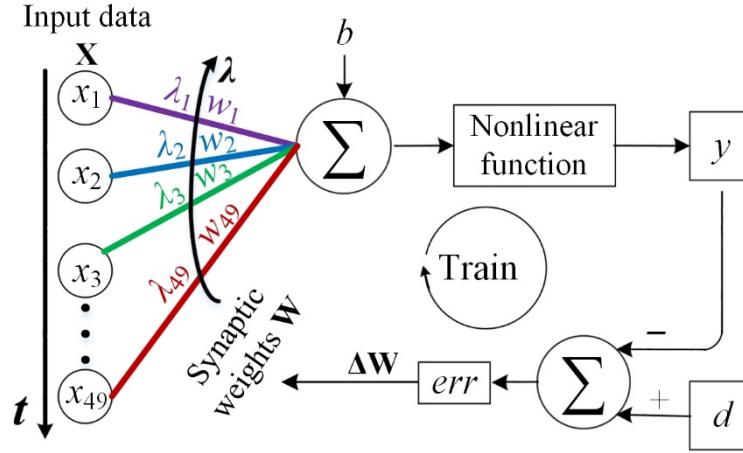 Input data
X
x₁
x₂
x₃
x₄₉
t
λ₁ w₁
λ₂ w₂
λ₃ w₃
λ₄₉ w₄₉
λ
Synaptic
weights W
b
Σ
Nonlinear
function
y
Train
−
+
d
Σ
err
ΔW